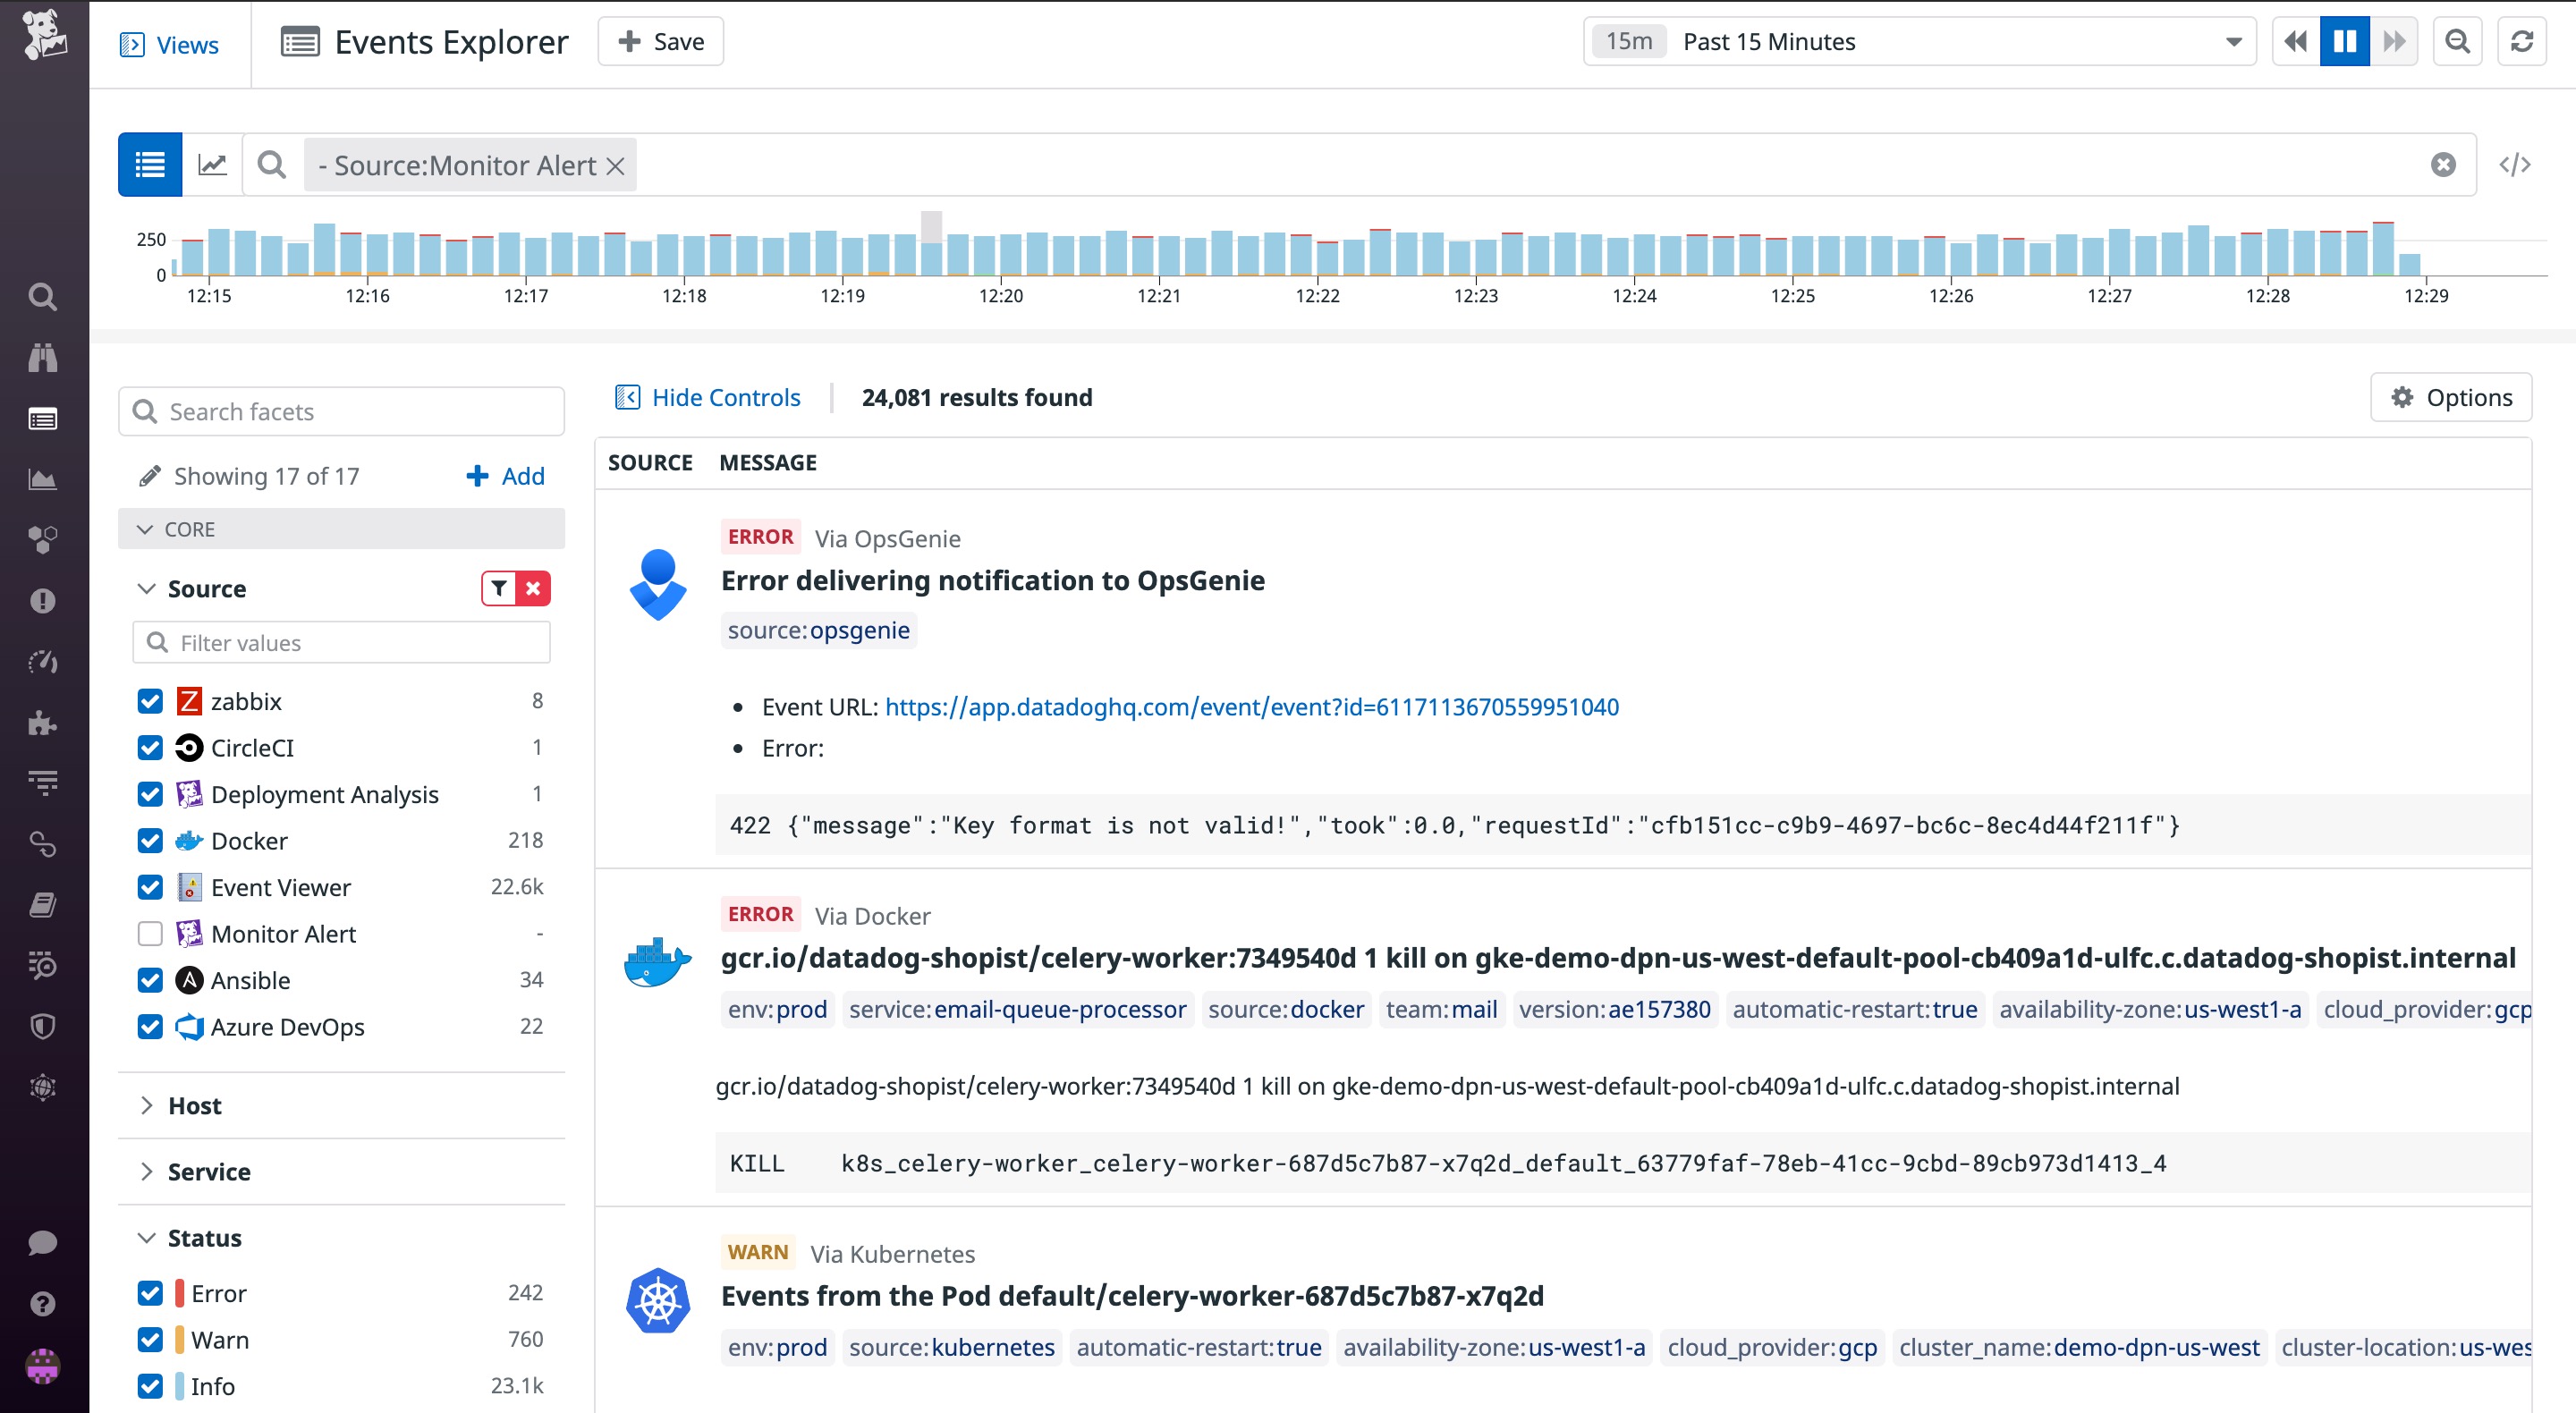 Views
Events Explorer
Save
15m Past 15 Minutes
- Source:Monitor Alert
</>
250
0
12:15 12:16 12:17 12:18 12:19 12:20 12:21 12:22 12:23 12:24 12:25 12:26 12:27 12:28 12:29
Search facets
Showing 17 of 17
Add
CORE
Source
Filter values
zabbix 8
CircleCI 1
Deployment Analysis 1
Docker 218
Event Viewer 22.6k
Monitor Alert -
Ansible 34
Azure DevOps 22
Host
Service
Status
Error 242
Warn 760
Info 23.1k
Hide Controls
24,081 results found
Options
SOURCE MESSAGE
ERROR Via OpsGenie
Error delivering notification to OpsGenie
source:opsgenie
• Event URL: https://app.datadoghq.com/event/event?id=6117113670559951040
• Error:
422 {"message":"Key format is not valid!","took":0.0,"requestId":"cfb151cc-c9b9-4697-bc6c-8ec4d44f211f"}
ERROR Via Docker
gcr.io/datadog-shopist/celery-worker:7349540d 1 kill on gke-demo-dpn-us-west-default-pool-cb409a1d-ulfc.c.datadog-shopist.internal
env:prod service:email-queue-processor source:docker team:mail version:ae157380 automatic-restart:true availability-zone:us-west1-a cloud_provider:gcp
gcr.io/datadog-shopist/celery-worker:7349540d 1 kill on gke-demo-dpn-us-west-default-pool-cb409a1d-ulfc.c.datadog-shopist.internal
KILL k8s_celery-worker_celery-worker-687d5c7b87-x7q2d_default_63779faf-78eb-41cc-9cbd-89cb973d1413_4
WARN Via Kubernetes
Events from the Pod default/celery-worker-687d5c7b87-x7q2d
env:prod source:kubernetes automatic-restart:true availability-zone:us-west1-a cloud_provider:gcp cluster_name:demo-dpn-us-west cluster-location:us-wes